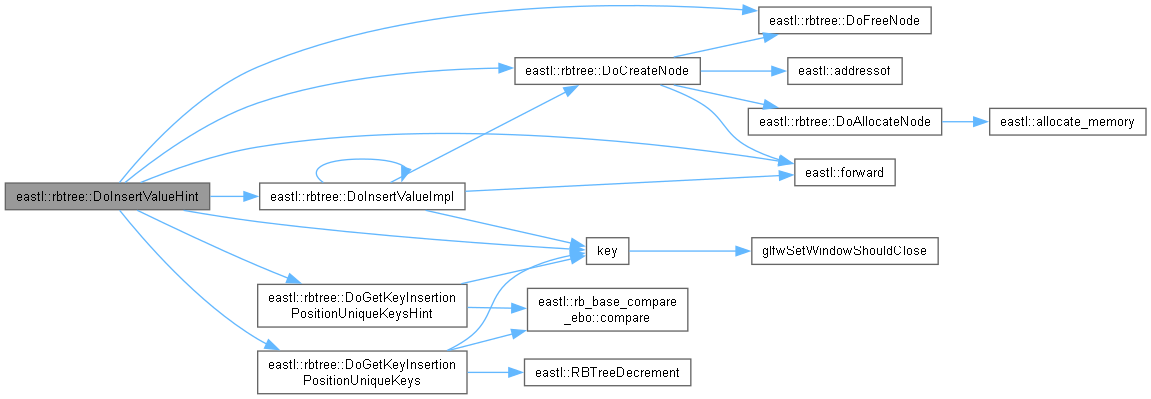 eastl::rbtree::DoFreeNode
eastl::rbtree::DoCreateNode
eastl::addressof
eastl::rbtree::DoAllocateNode
eastl::allocate_memory
eastl::forward
eastl::rbtree::DoInsertValueHint
eastl::rbtree::DoInsertValueImpl
key
glfwSetWindowShouldClose
eastl::rbtree::DoGetKeyInsertion
PositionUniqueKeysHint
eastl::rb_base_compare
_ebo::compare
eastl::rbtree::DoGetKeyInsertion
PositionUniqueKeys
eastl::RBTreeDecrement